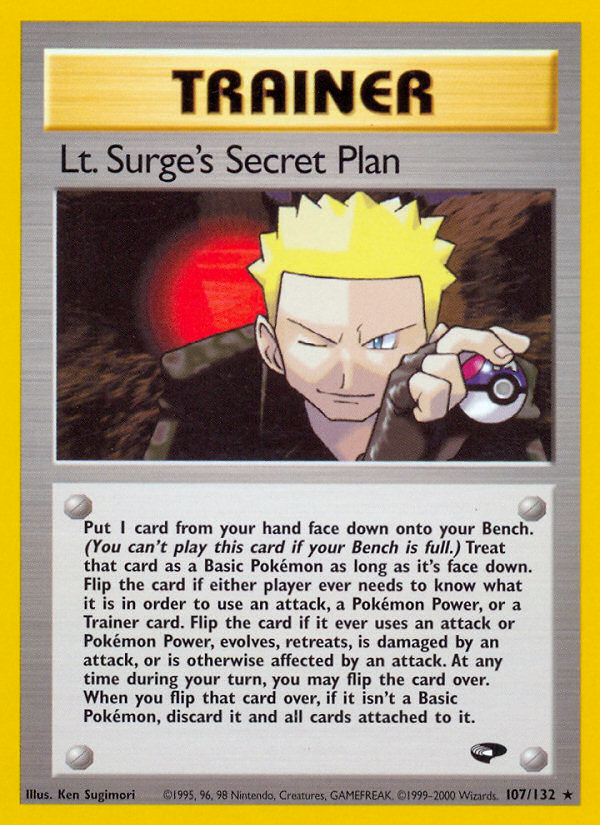 TRAINER
Lt. Surge's Secret Plan
Put 1 card from your hand face down onto your Bench.
(You can't play this card if your Bench is full.) Treat
that card as a Basic Pokémon as long as it's face down.
Flip the card if either player ever needs to know what
it is in order to use an attack, a Pokémon Power, or a
Trainer card. Flip the card if it ever uses an attack or
Pokémon Power, evolves, retreats, is damaged by an
attack, or is otherwise affected by an attack. At any
time during your turn, you may flip the card over.
When you flip that card over, if it isn't a Basic
Pokémon, discard it and all cards attached to it.
Illus. Ken Sugimori ©1995, 96, 98 Nintendo, Creatures, GAMEFREAK. ©1999–2000 Wizards. 107/132 ★